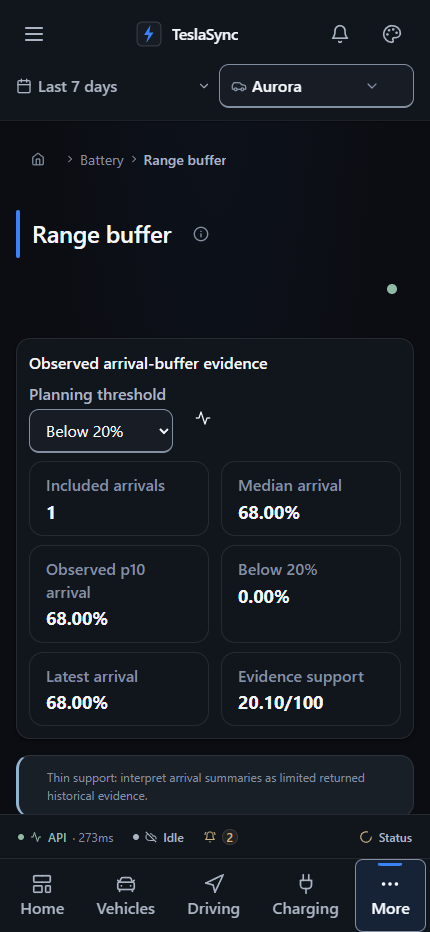 TeslaSync
Last 7 days
Aurora
Battery
Range buffer
Range buffer
Observed arrival-buffer evidence
Planning threshold
Below 20%
Included arrivals
1
Median arrival
68.00%
Observed p10
arrival
68.00%
Below 20%
0.00%
Latest arrival
68.00%
Evidence support
20.10/100
Thin support: interpret arrival summaries as limited returned
historical evidence.
API · 273ms
Idle
2
Status
Home
Vehicles
Driving
Charging
More